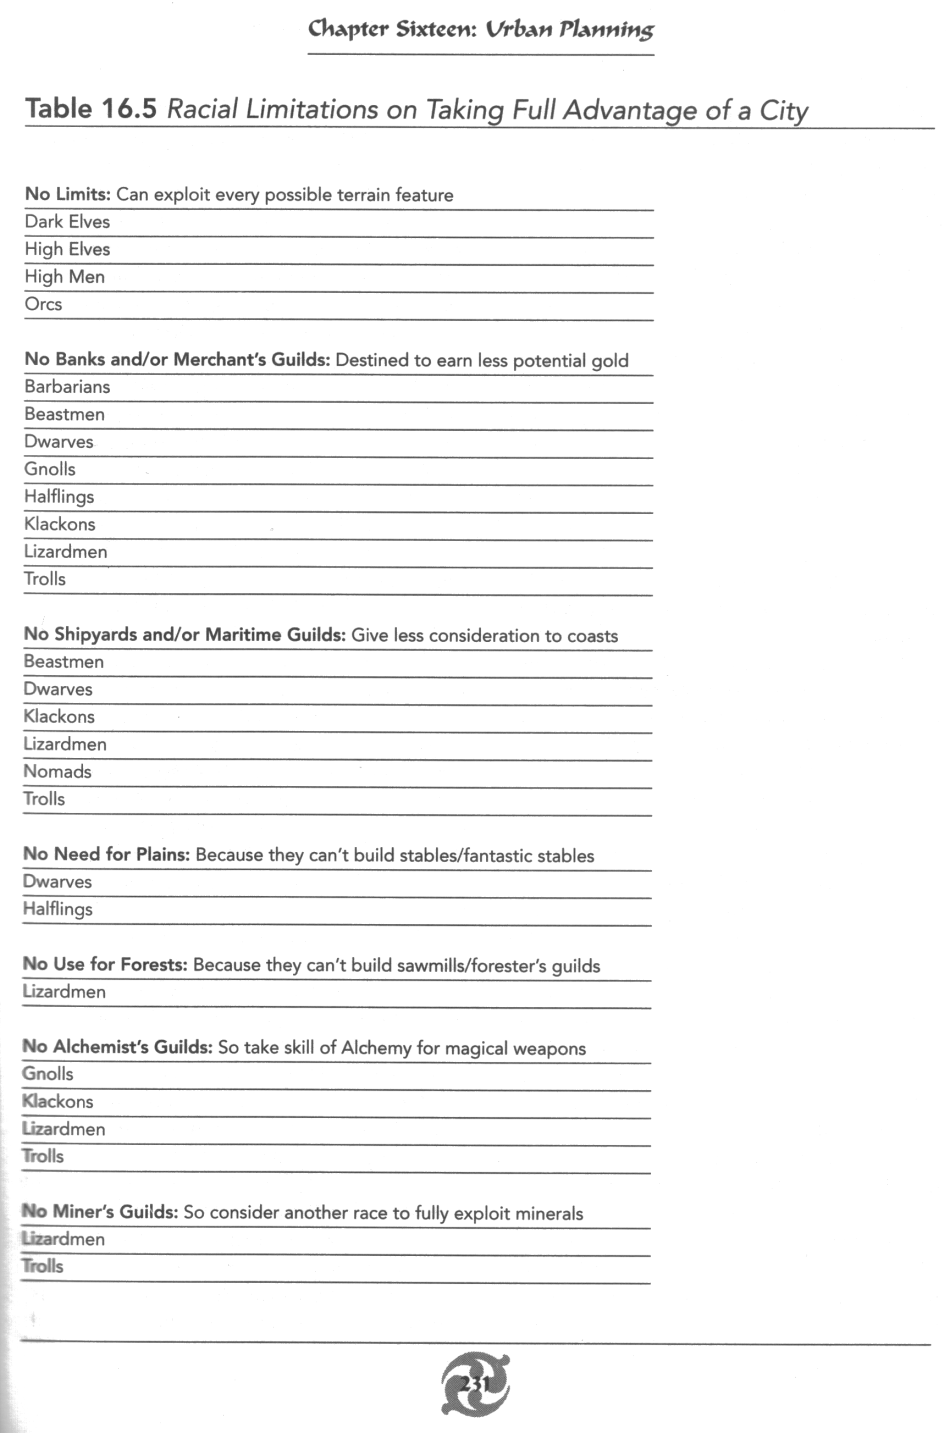 Chapter Sixteen: Urban Planning
Table 16.5 Racial Limitations on Taking Full Advantage of a City
No Limits: Can exploit every possible terrain feature
Dark Elves
High Elves
High Men
Orcs
No Banks and/or Merchant's Guilds: Destined to earn less potential gold
Barbarians
Beastmen
Dwarves
Gnolls
Halflings
Klackons
Lizardmen
Trolls
No Shipyards and/or Maritime Guilds: Give less consideration to coasts
Beastmen
Dwarves
Klackons
Lizardmen
Nomads
Trolls
No Need for Plains: Because they can't build stables/fantastic stables
Dwarves
Halflings
No Use for Forests: Because they can't build sawmills/forester's guilds
Lizardmen
No Alchemist's Guilds: So take skill of Alchemy for magical weapons
Gnolls
Klackons
Lizardmen
Trolls
No Miner's Guilds: So consider another race to fully exploit minerals
Lizardmen
Trolls
231